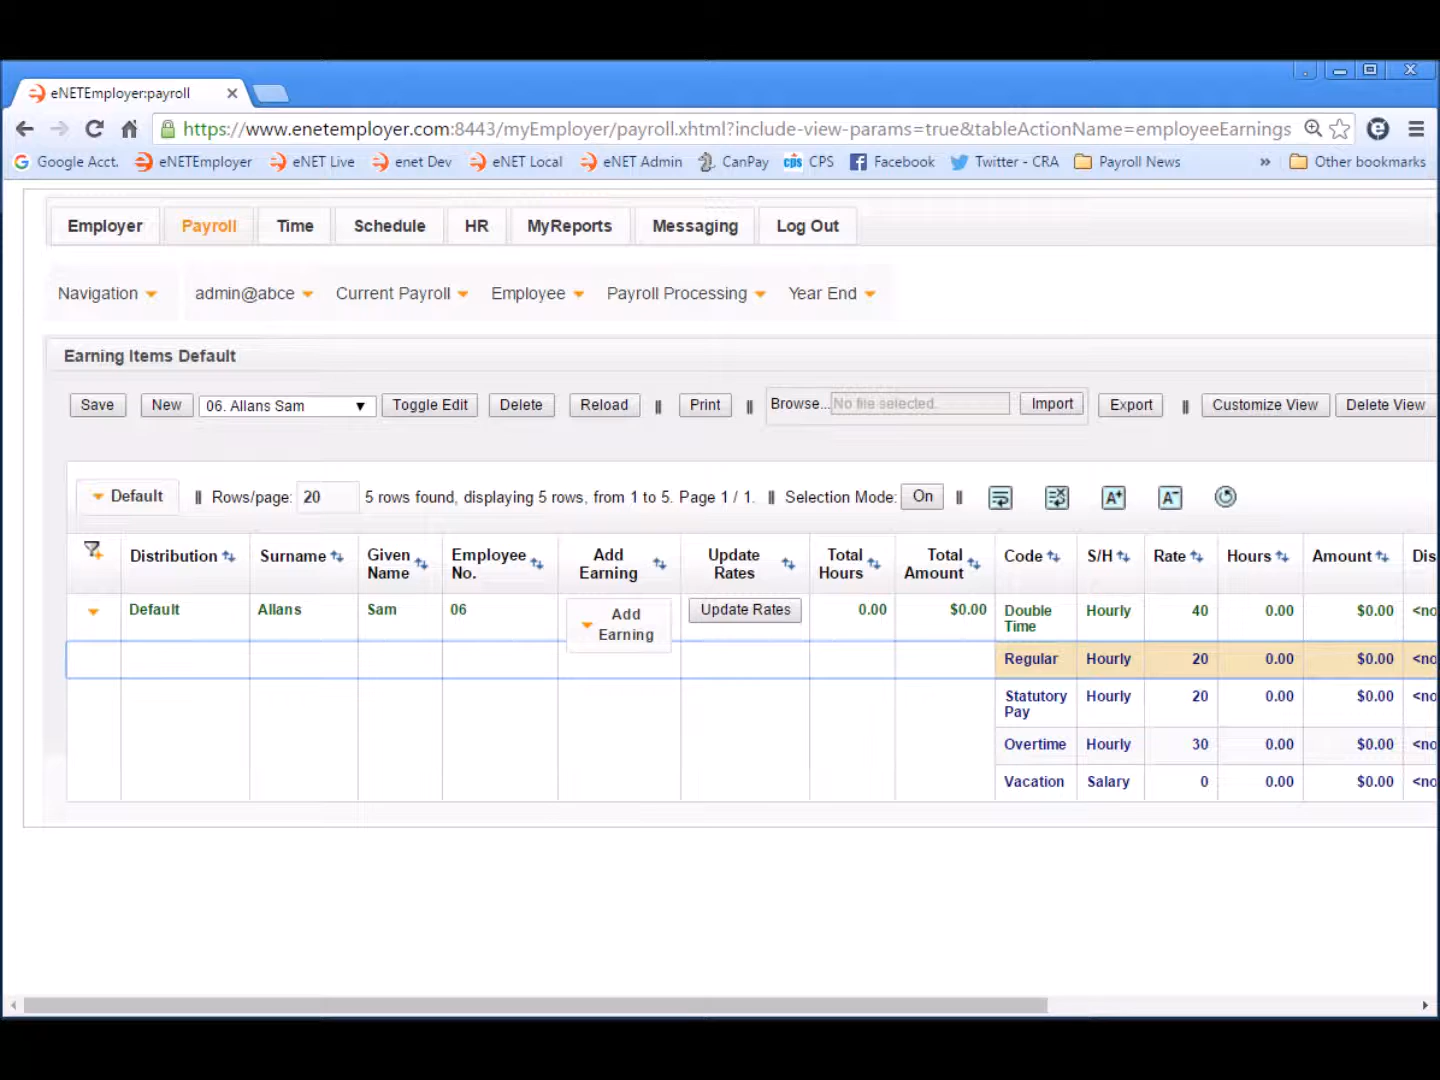 eNETEmployer:payroll
https://www.enetemployer.com:8443/myEmployer/payroll.xhtml?include-view-params=true&tableActionName=employeeEarnings
Google Acct. eNETEmployer eNET Live enet Dev eNET Local eNET Admin CanPay cps CPS Facebook Twitter - CRA Payroll News » Other bookmarks
Employer Payroll Time Schedule HR MyReports Messaging Log Out
Navigation admin@abce Current Payroll Employee Payroll Processing Year End
Earning Items Default
Save New 06. Allans Sam Toggle Edit Delete Reload || Print || Browse... No file selected. Import Export || Customize View Delete View
Default || Rows/page: 20 5 rows found, displaying 5 rows, from 1 to 5. Page 1 / 1. || Selection Mode: On ||
Distribution Surname Given Name Employee No. Add Earning Update Rates Total Hours Total Amount Code S/H Rate Hours Amount Dis
Default Allans Sam 06 Add Earning Update Rates 0.00 $0.00 Double Time Hourly 40 0.00 $0.00 <no
Regular Hourly 20 0.00 $0.00 <no
Statutory Pay Hourly 20 0.00 $0.00 <no
Overtime Hourly 30 0.00 $0.00 <no
Vacation Salary 0 0.00 $0.00 <no